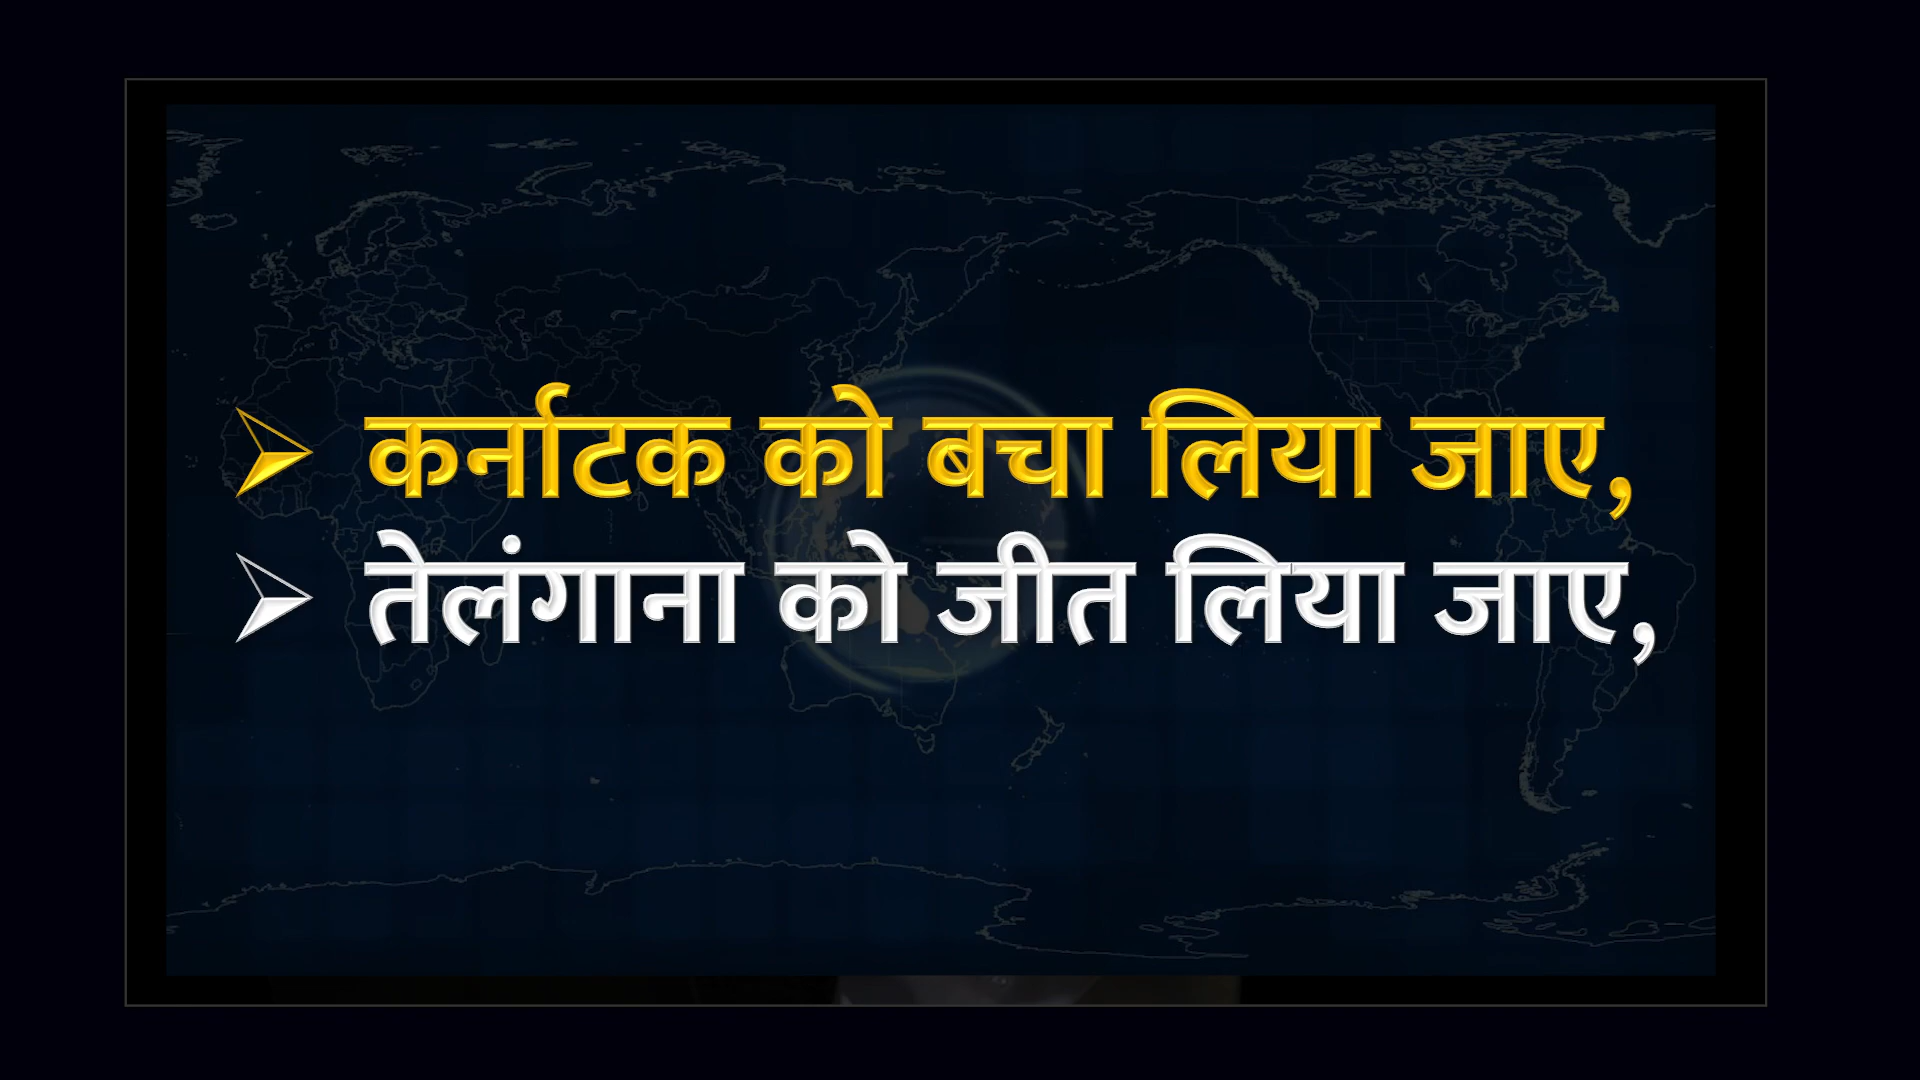 ➢ कर्नाटक को बचा लिया जाए,
➢ तेलंगाना को जीत लिया जाए,